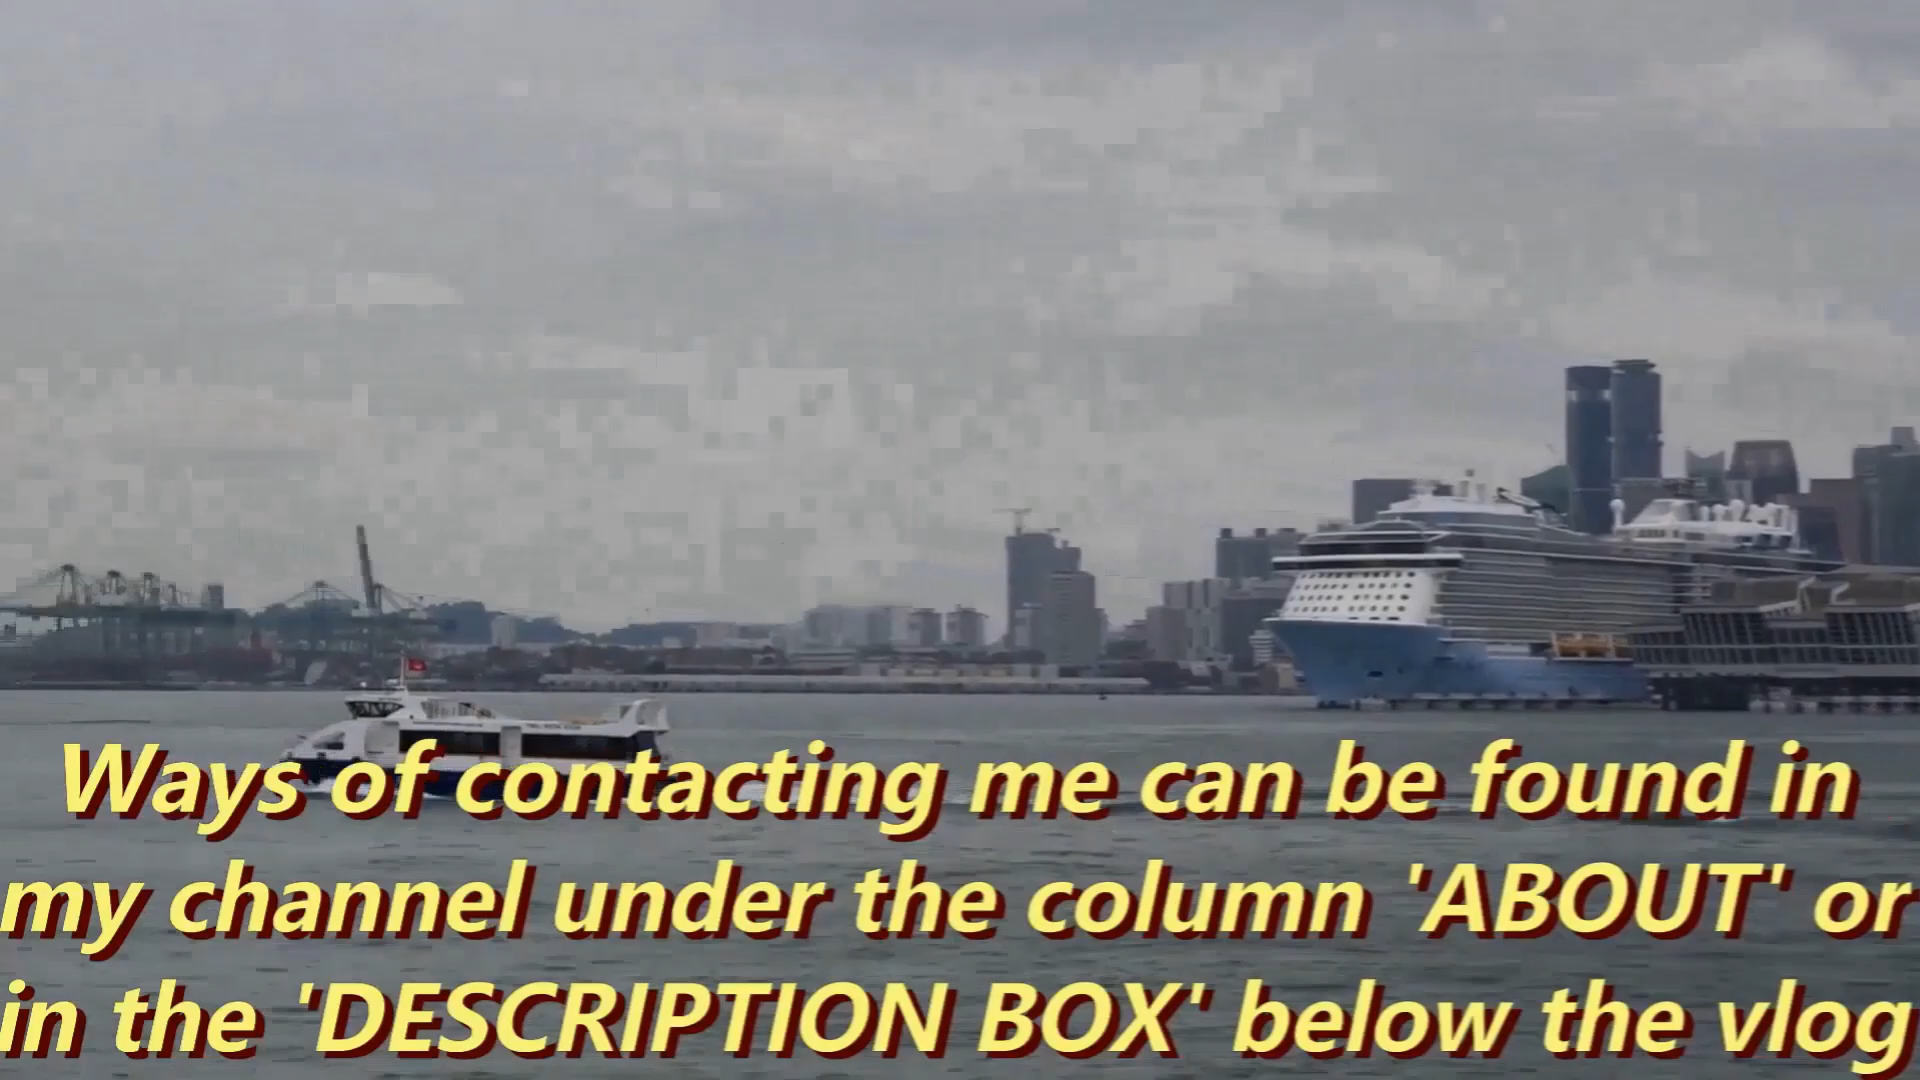 Ways of contacting me can be found in
my channel under the column 'ABOUT' or
in the 'DESCRIPTION BOX' below the vlog